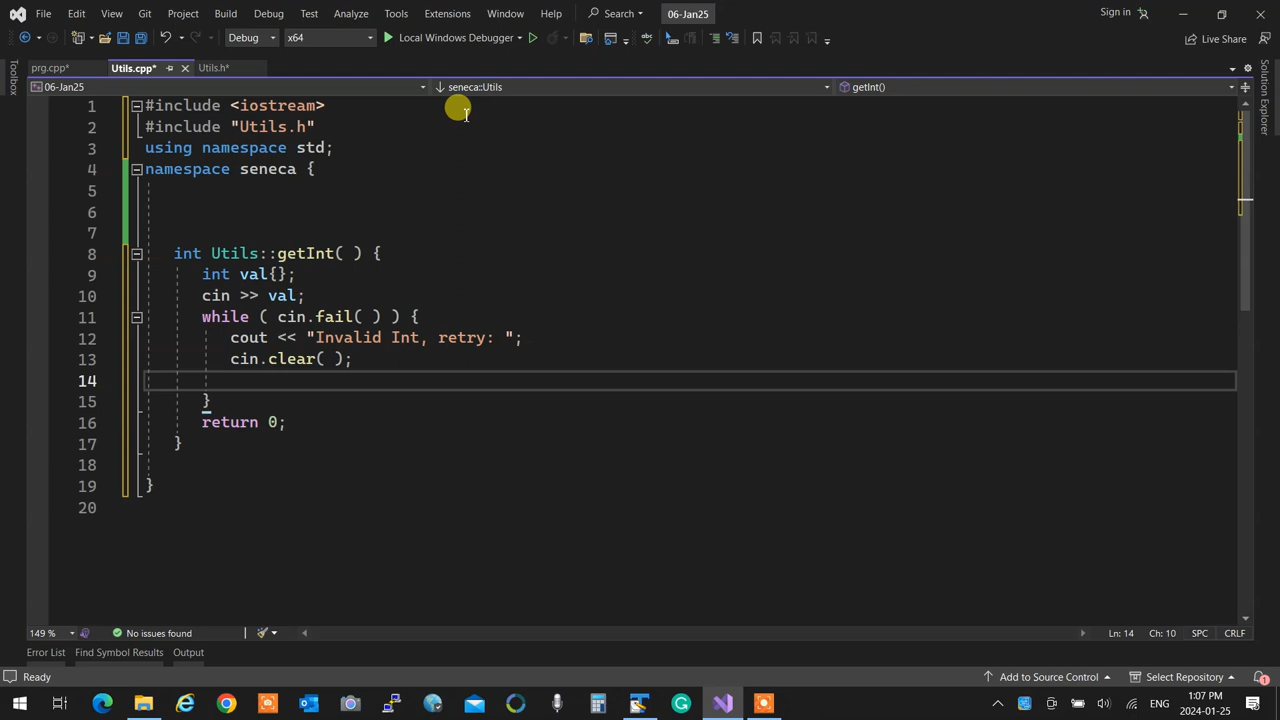 File Edit View Git Project Build Debug Test Analyze Tools Extensions Window Help Search 06-Jan25 Sign in
Debug x64 Local Windows Debugger Live Share
prg.cpp* Utils.cpp* Utils.h*
06-Jan25 seneca::Utils getInt()
Toolbox
Solution Explorer
1 #include <iostream>
2 #include "Utils.h"
3 using namespace std;
4 namespace seneca {
5
6
7
8 int Utils::getInt( ) {
9 int val{};
10 cin >> val;
11 while ( cin.fail( ) ) {
12 cout << "Invalid Int, retry: ";
13 cin.clear( );
14
15 }
16 return 0;
17 }
18
19 }
20
149 % No issues found Ln: 14 Ch: 10 SPC CRLF
Error List Find Symbol Results Output
Ready Add to Source Control Select Repository 1
ENG 1:07 PM
2024-01-25